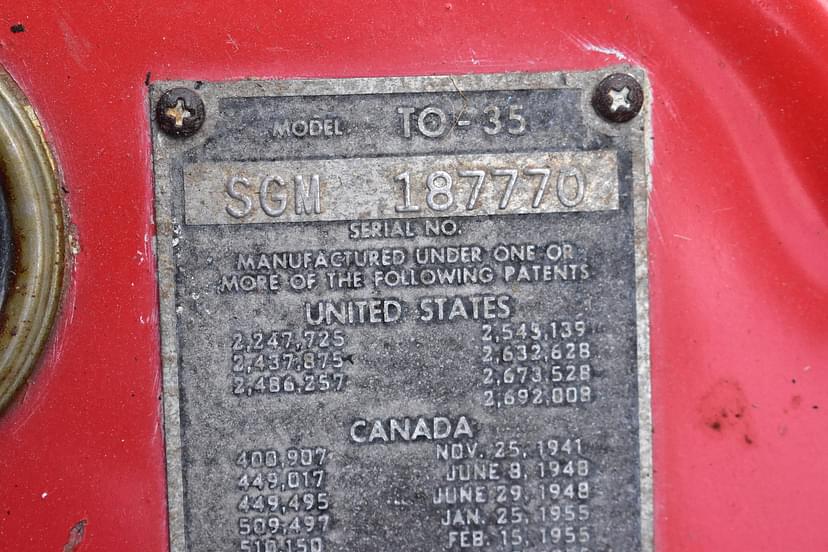 MODEL TO-35
SGM 187770
SERIAL NO.
MANUFACTURED UNDER ONE OR
MORE OF THE FOLLOWING PATENTS
UNITED STATES
2,247,725 2,543,139
2,437,875 2,632,628
2,486,257 2,673,528
2,692,008
CANADA
400,907 NOV. 25, 1941
449,017 JUNE 8, 1948
449,495 JUNE 29, 1948
509,497 JAN. 25, 1955
510,150 FEB. 15, 1955